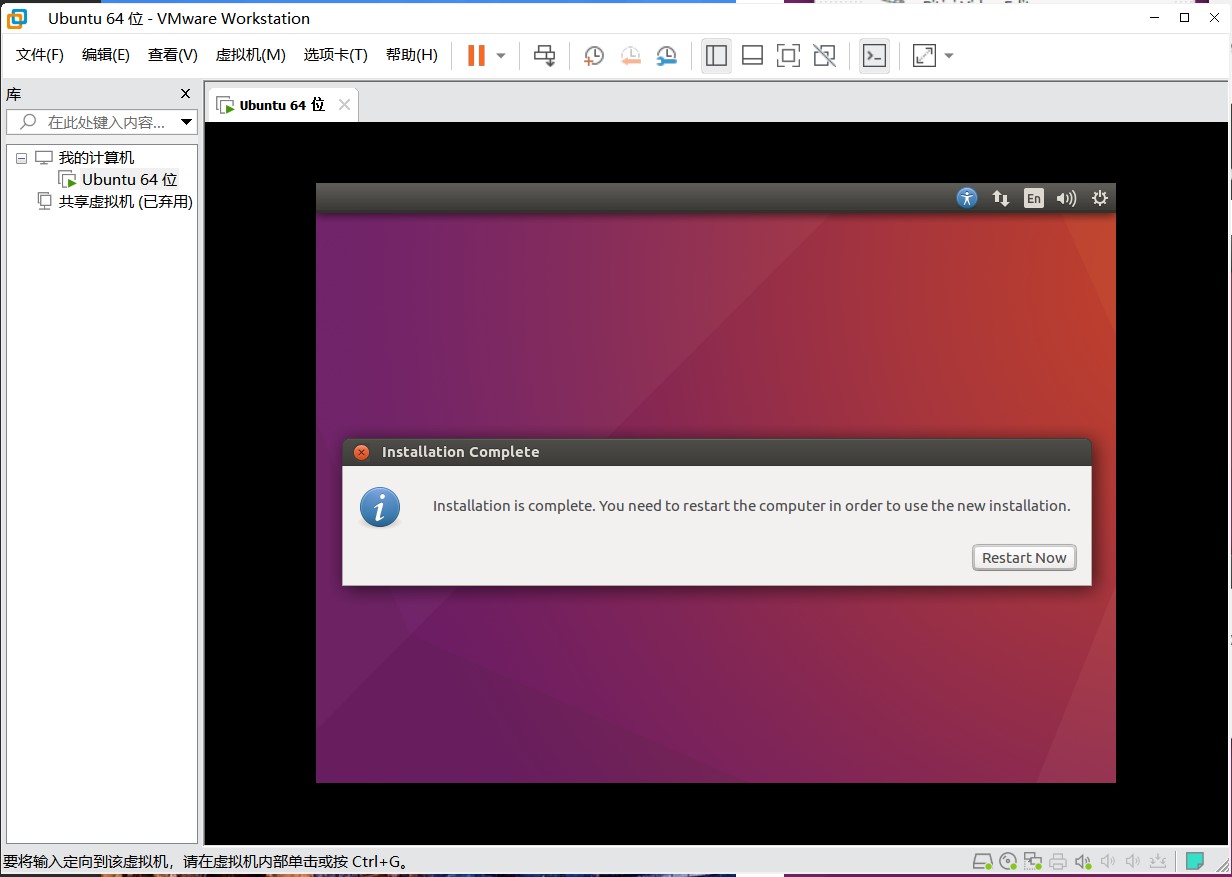 Ubuntu 64 位 - VMware Workstation
文件(F) 编辑(E) 查看(V) 虚拟机(M) 选项卡(T) 帮助(H)
库
在此处键入内容...
我的计算机
Ubuntu 64 位
共享虚拟机 (已弃用)
Ubuntu 64 位
En
Installation Complete
Installation is complete. You need to restart the computer in order to use the new installation.
Restart Now
要将输入定向到该虚拟机，请在虚拟机内部单击或按 Ctrl+G。